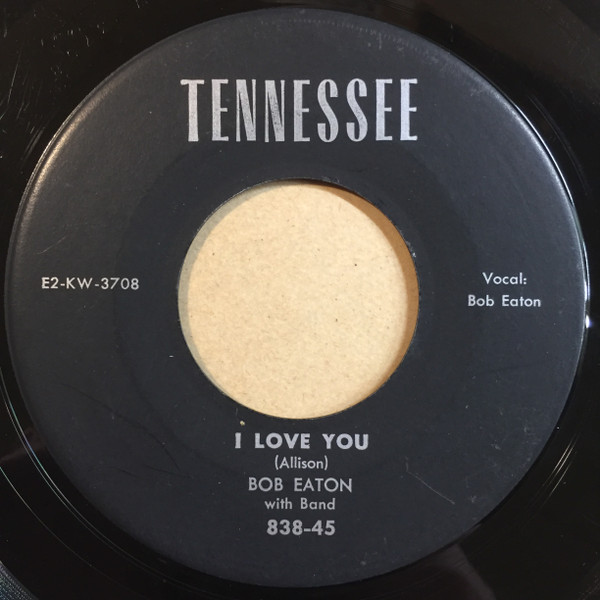 TENNESSEE
E2-KW-3708
Vocal:
Bob Eaton
I LOVE YOU
(Allison)
BOB EATON
with Band
838-45